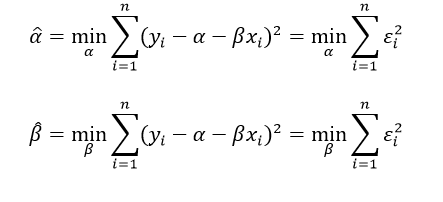 α̂ = min_α ∑_{i=1}^{n} (y_i − α − βx_i)² = min_α ∑_{i=1}^{n} ε_i²
β̂ = min_β ∑_{i=1}^{n} (y_i − α − βx_i)² = min_β ∑_{i=1}^{n} ε_i²